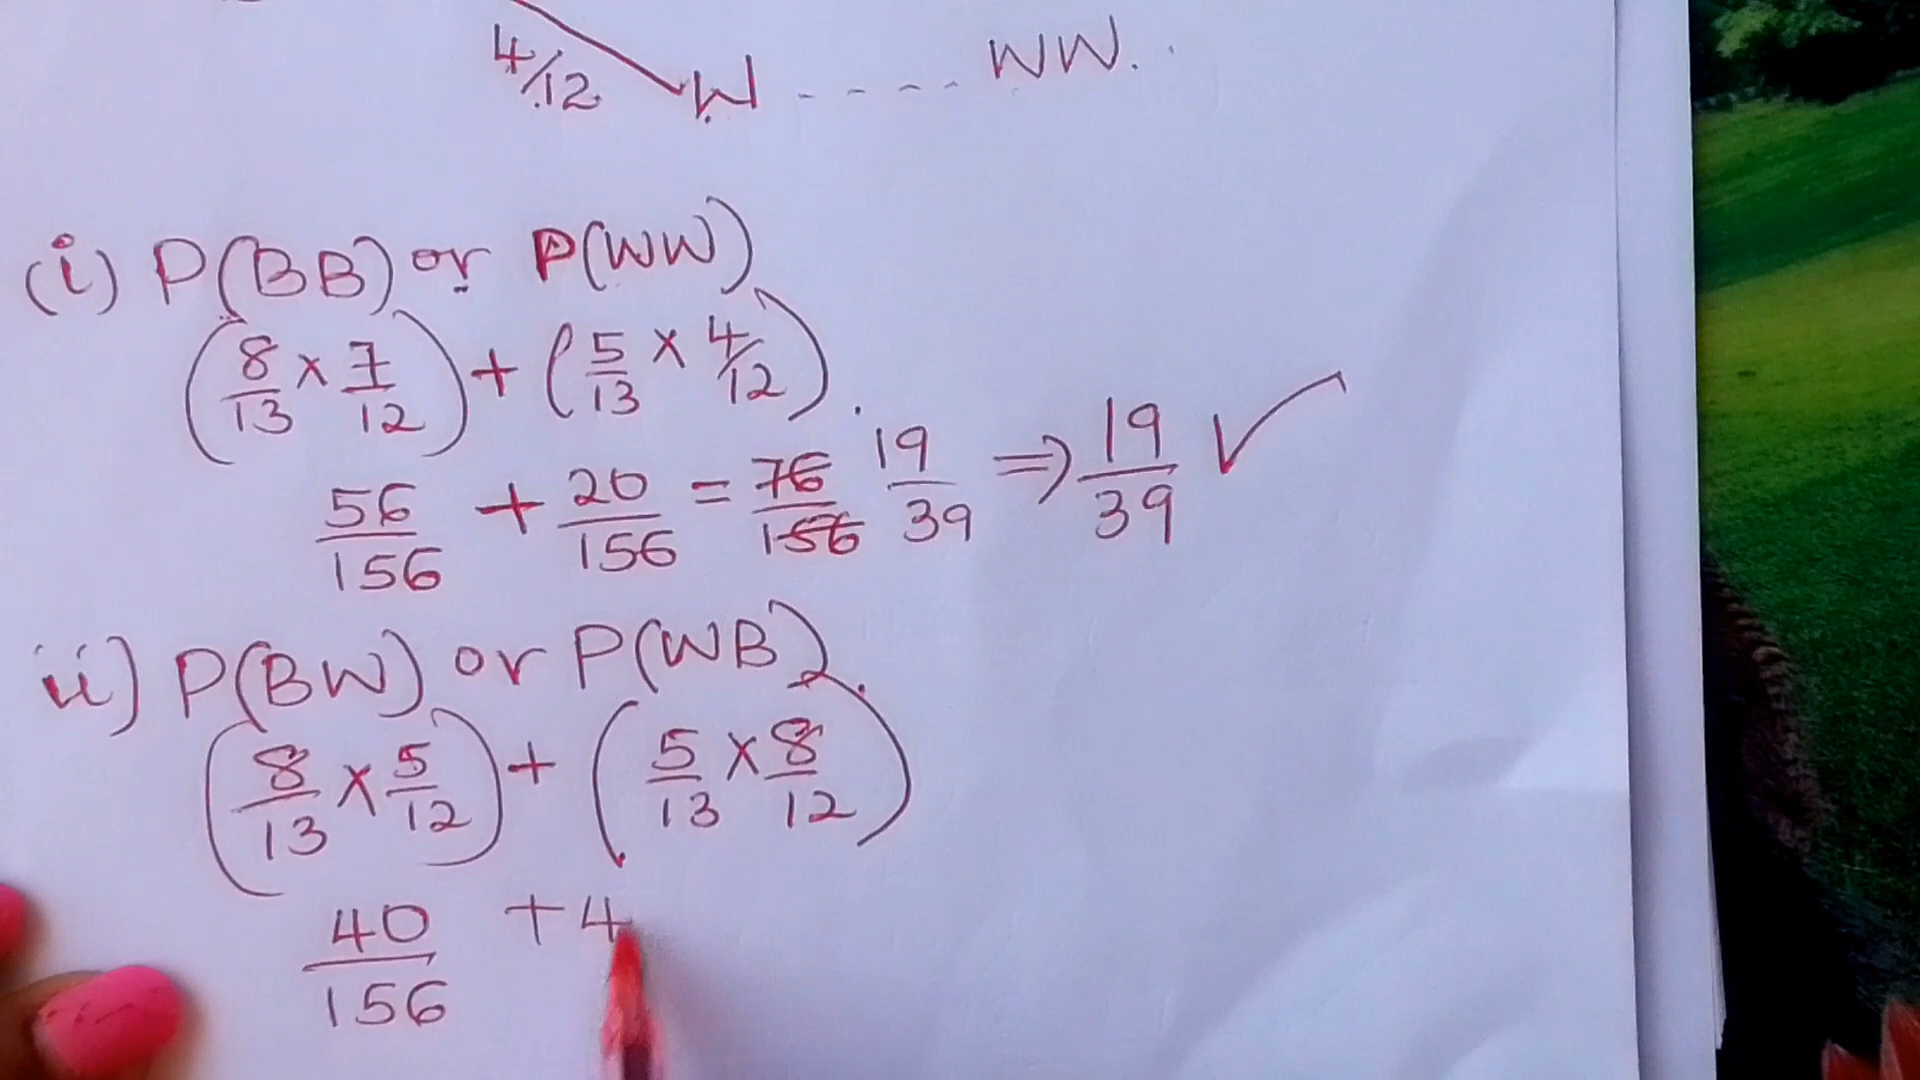 4/12 W ---- WW.
(i) P(BB) or P(WW)
(8/13 × 7/12) + (5/13 × 4/12).
56/156 + 20/156 = 76/156 19/39 ⇒ 19/39 ✓
ii) P(BW) or P(WB).
(8/13 × 5/12) + (5/13 × 8/12)
40/156 + 4